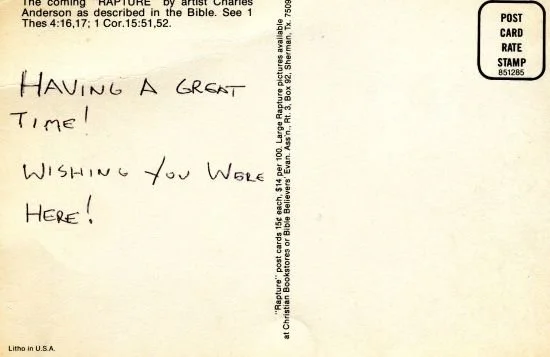 The coming "RAPTURE" by artist Charles
Anderson as described in the Bible. See 1
Thes 4:16,17; 1 Cor.15:51,52.
HAVING A GREAT
TIME!
WISHING YOU WERE
HERE!
Litho in U.S.A.
"Rapture" post cards 15¢ each, $14 per 100, Large Rapture pictures available
at Christian Bookstores or Bible Believers' Evan. Ass'n., Rt. 3, Box 92, Sherman, Tx. 7509
POST
CARD
RATE
STAMP
851285